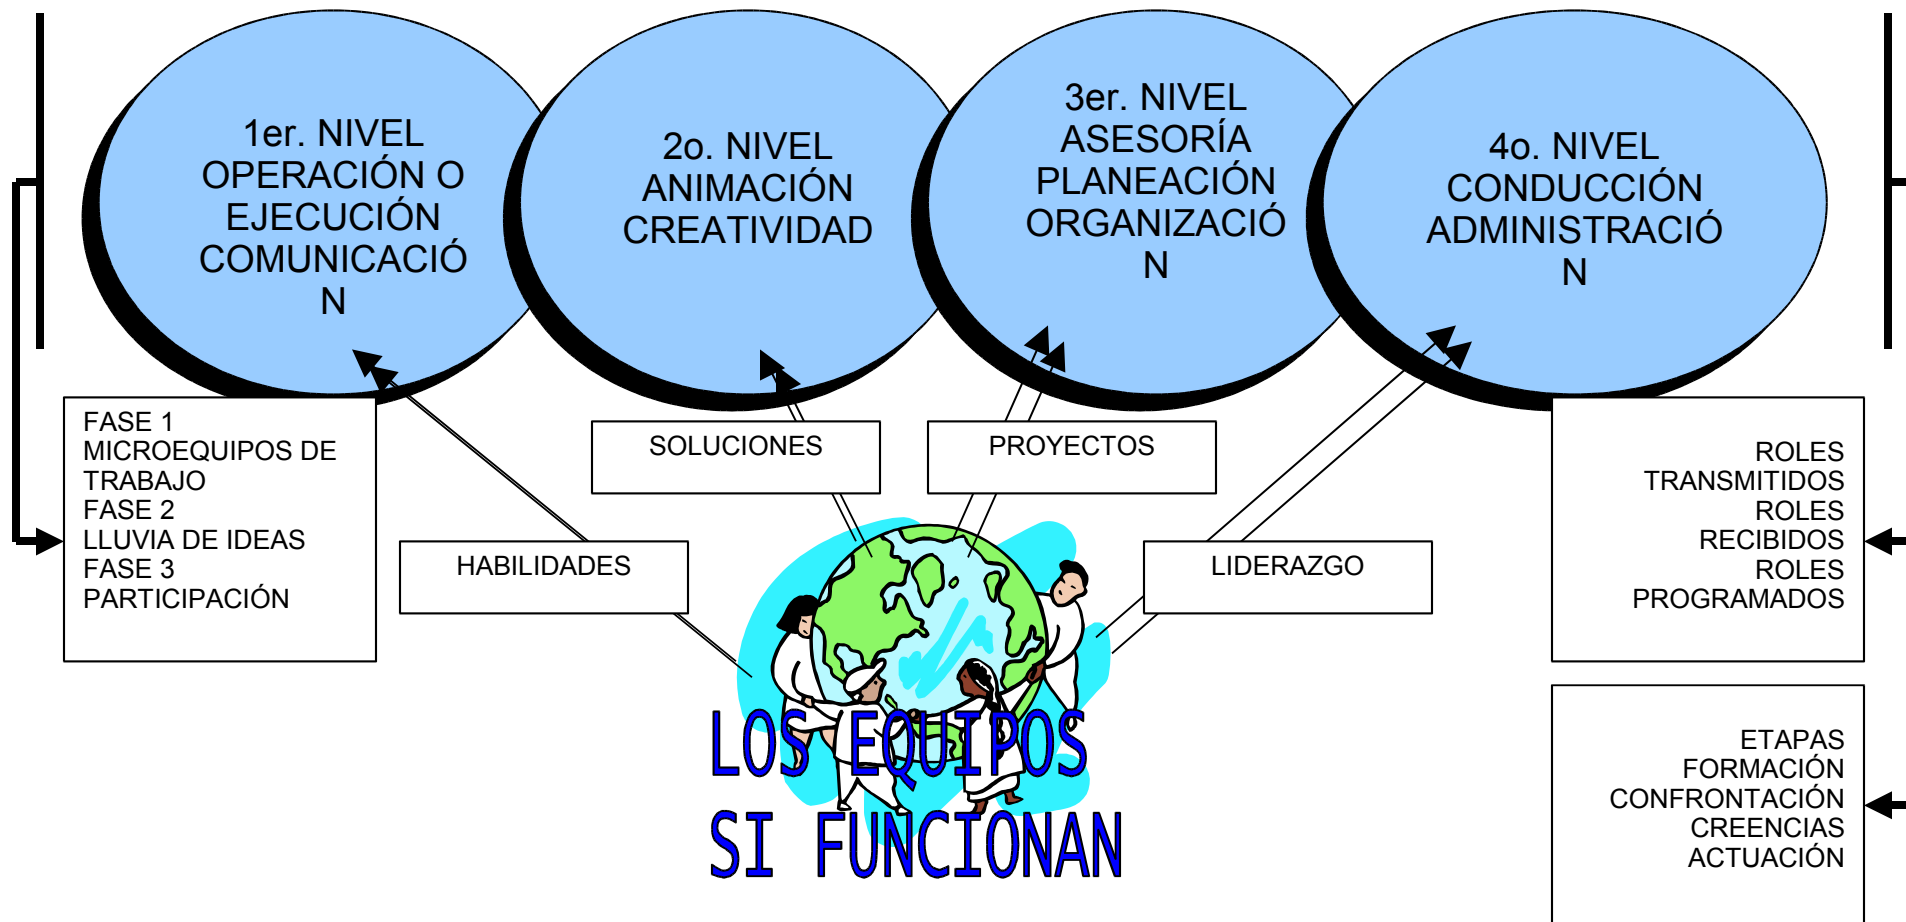 1er. NIVEL
OPERACIÓN O
EJECUCIÓN
COMUNICACIÓ
N
2o. NIVEL
ANIMACIÓN
CREATIVIDAD
3er. NIVEL
ASESORÍA
PLANEACIÓN
ORGANIZACIÓ
N
4o. NIVEL
CONDUCCIÓN
ADMINISTRACIÓ
N
FASE 1
MICROEQUIPOS DE
TRABAJO
FASE 2
LLUVIA DE IDEAS
FASE 3
PARTICIPACIÓN
HABILIDADES
SOLUCIONES
PROYECTOS
LIDERAZGO
ROLES
TRANSMITIDOS
ROLES
RECIBIDOS
ROLES
PROGRAMADOS
LOS EQUIPOS
SI FUNCIONAN
ETAPAS
FORMACIÓN
CONFRONTACIÓN
CREENCIAS
ACTUACIÓN